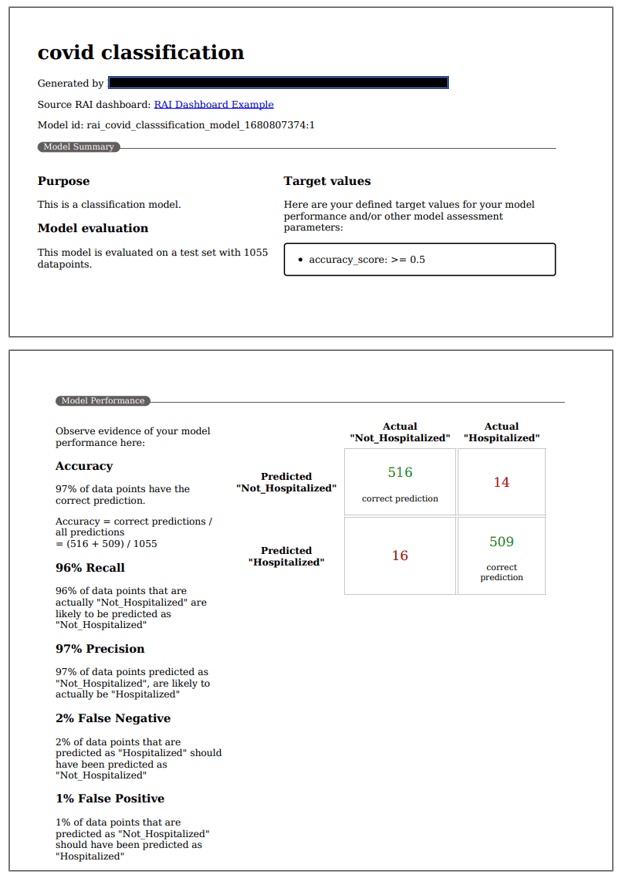 covid classification
Generated by
Source RAI dashboard: RAI Dashboard Example
Model id: rai_covid_classsification_model_1680807374:1
Model Summary
Purpose
This is a classification model.
Model evaluation
This model is evaluated on a test set with 1055
datapoints.
Target values
Here are your defined target values for your model
performance and/or other model assessment
parameters:
• accuracy_score: >= 0.5
Model Performance
Observe evidence of your model
performance here:
Accuracy
97% of data points have the
correct prediction.
Accuracy = correct predictions /
all predictions
= (516 + 509) / 1055
96% Recall
96% of data points that are
actually "Not_Hospitalized" are
likely to be predicted as
"Not_Hospitalized"
97% Precision
97% of data points predicted as
"Not_Hospitalized", are likely to
actually be "Hospitalized"
2% False Negative
2% of data points that are
predicted as "Hospitalized" should
have been predicted as
"Not_Hospitalized"
1% False Positive
1% of data points that are
predicted as "Not_Hospitalized"
should have been predicted as
"Hospitalized"
Actual
"Not_Hospitalized"
Actual
"Hospitalized"
Predicted
"Not_Hospitalized"
516
correct prediction
14
Predicted
"Hospitalized"
16
509
correct
prediction